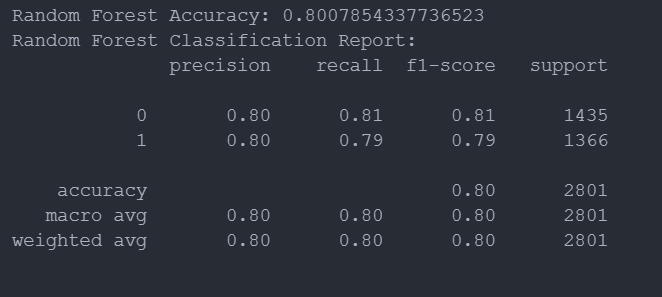 Random Forest Accuracy: 0.8007854337736523
Random Forest Classification Report:
precision recall f1-score support
0 0.80 0.81 0.81 1435
1 0.80 0.79 0.79 1366
accuracy 0.80 2801
macro avg 0.80 0.80 0.80 2801
weighted avg 0.80 0.80 0.80 2801